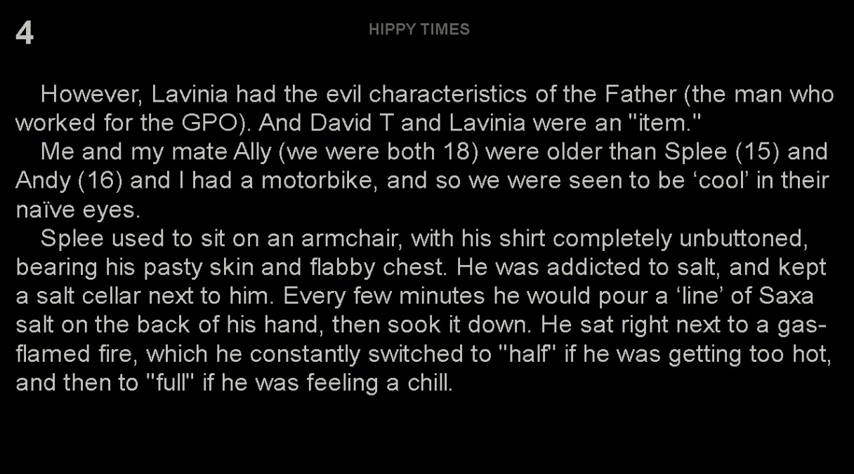 4
HIPPY TIMES
However, Lavinia had the evil characteristics of the Father (the man who
worked for the GPO). And David T and Lavinia were an "item."
Me and my mate Ally (we were both 18) were older than Splee (15) and
Andy (16) and I had a motorbike, and so we were seen to be ‘cool’ in their
naïve eyes.
Splee used to sit on an armchair, with his shirt completely unbuttoned,
bearing his pasty skin and flabby chest. He was addicted to salt, and kept
a salt cellar next to him. Every few minutes he would pour a ‘line’ of Saxa
salt on the back of his hand, then sook it down. He sat right next to a gas-
flamed fire, which he constantly switched to "half" if he was getting too hot,
and then to "full" if he was feeling a chill.